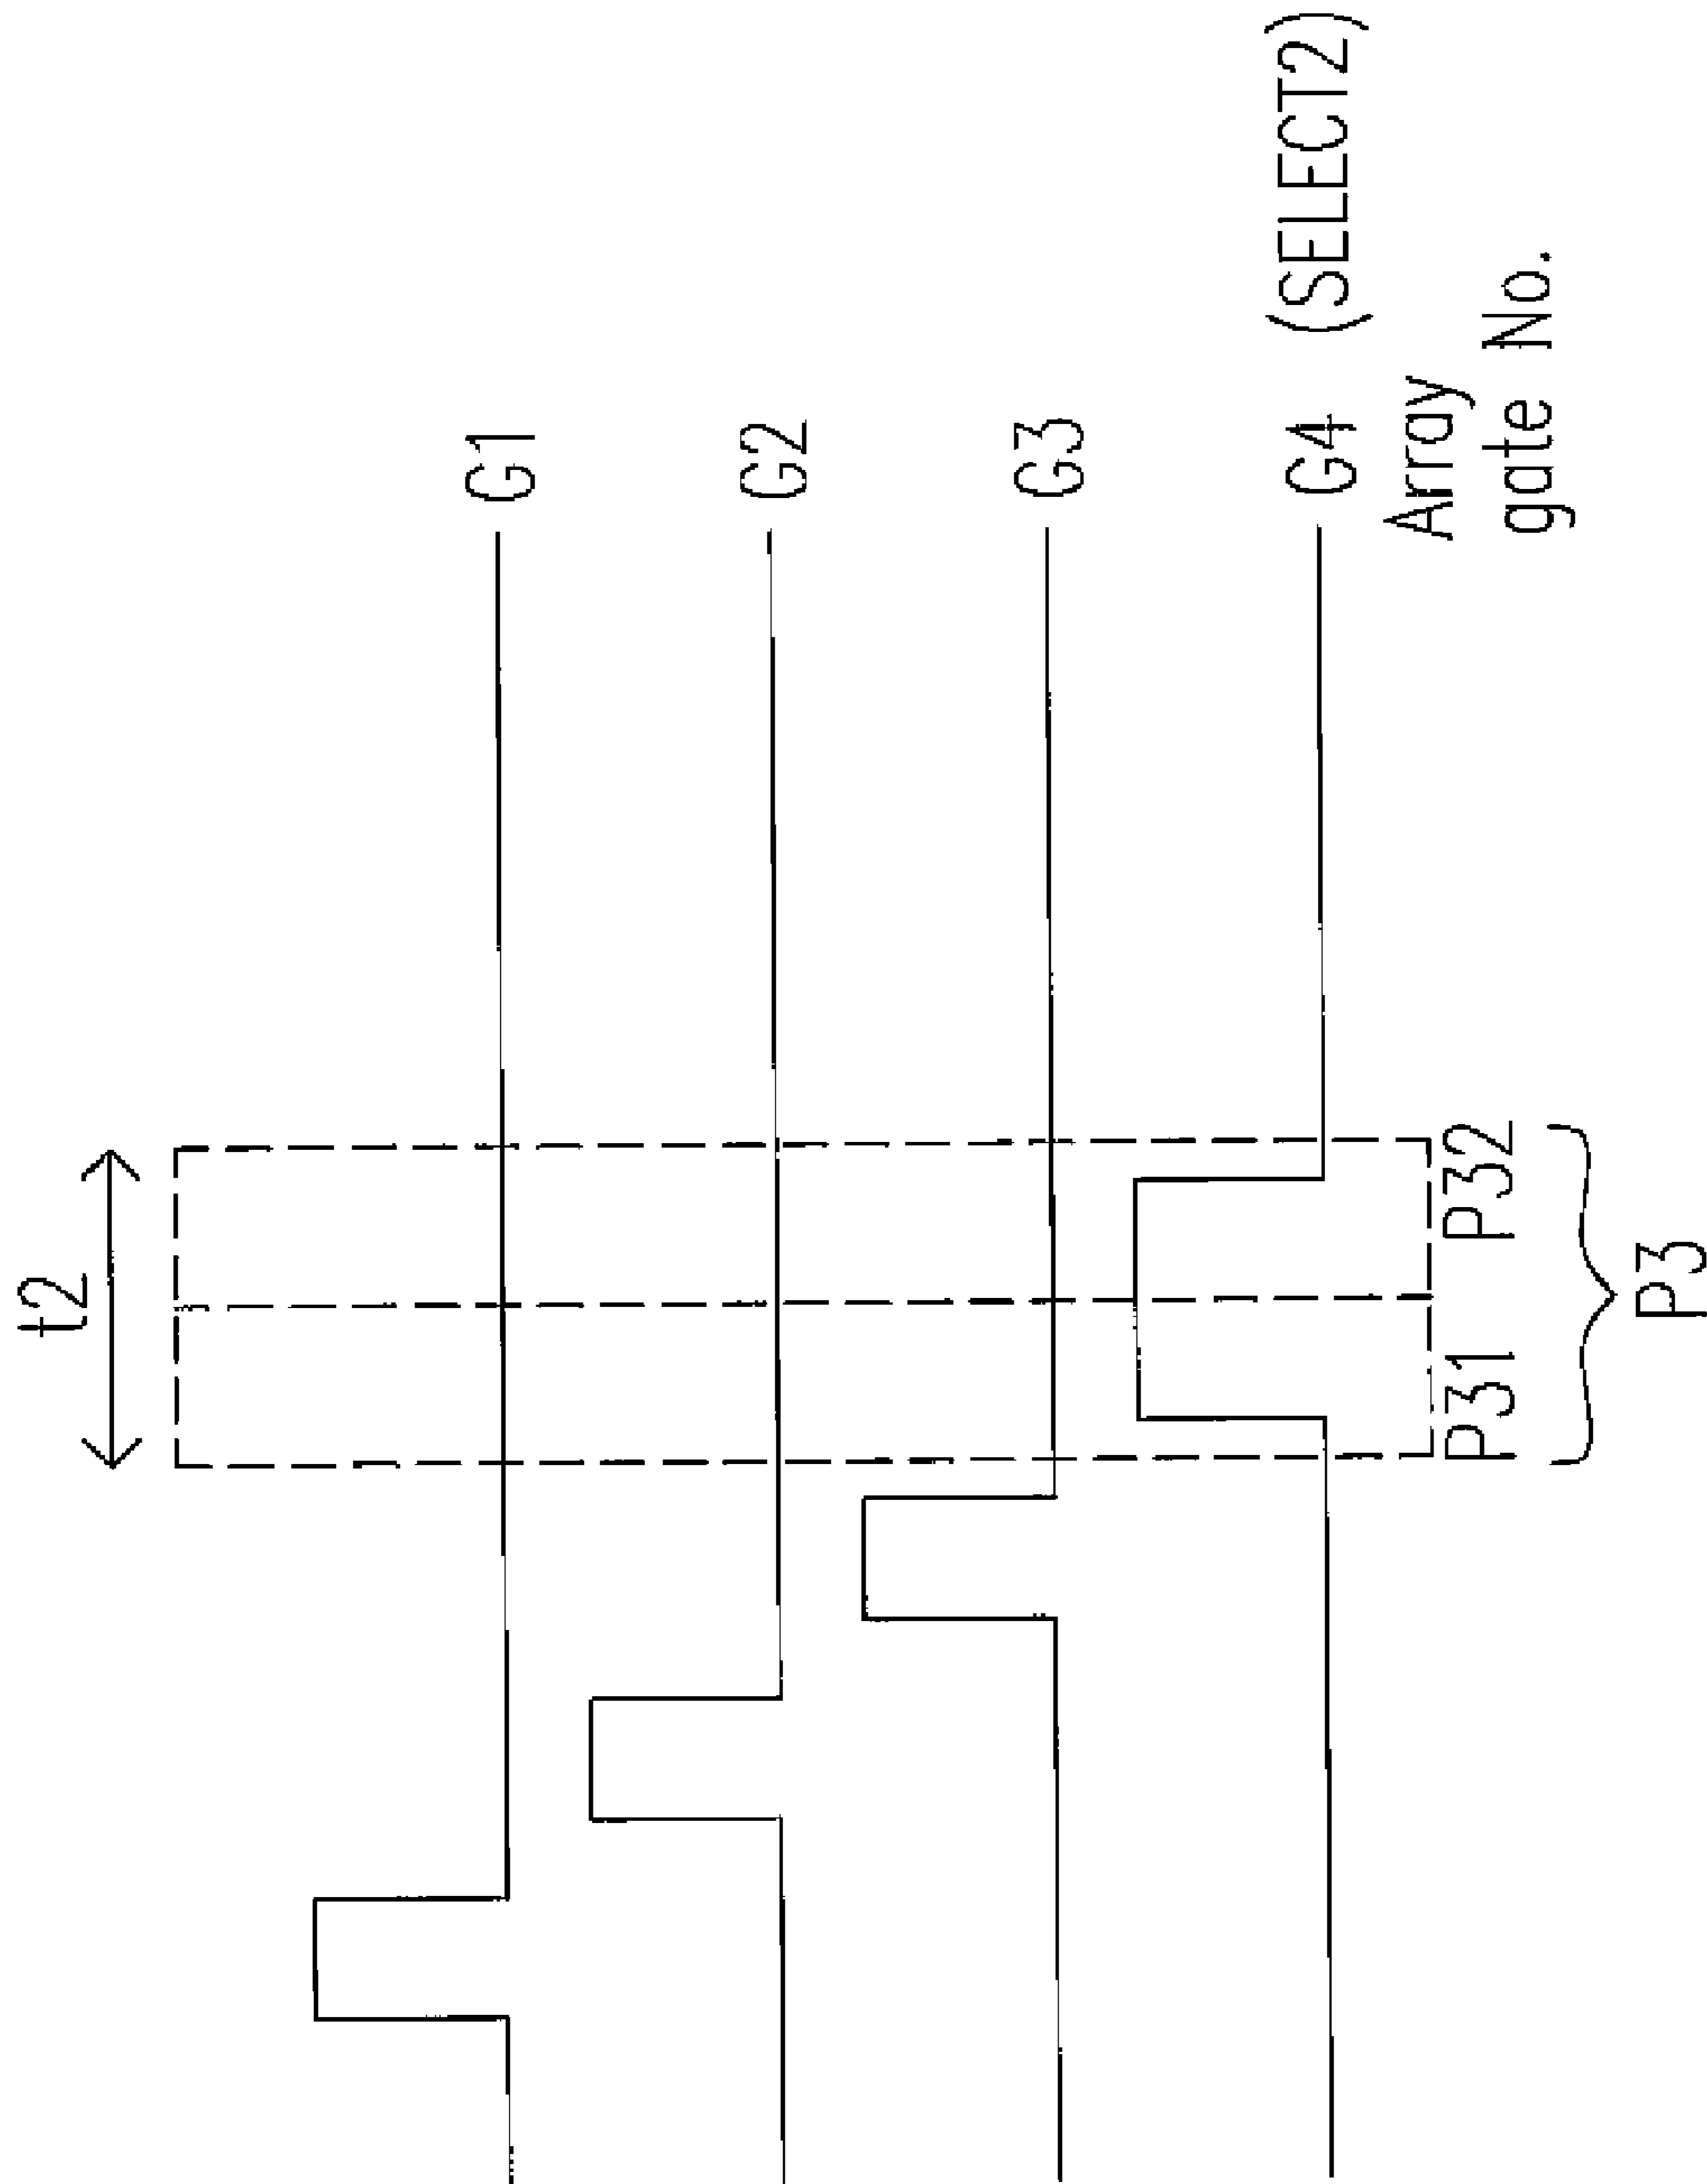 t2
G1
G2
G3
G4 (SELECT2)
Array
gate No.
P31 P32
P3